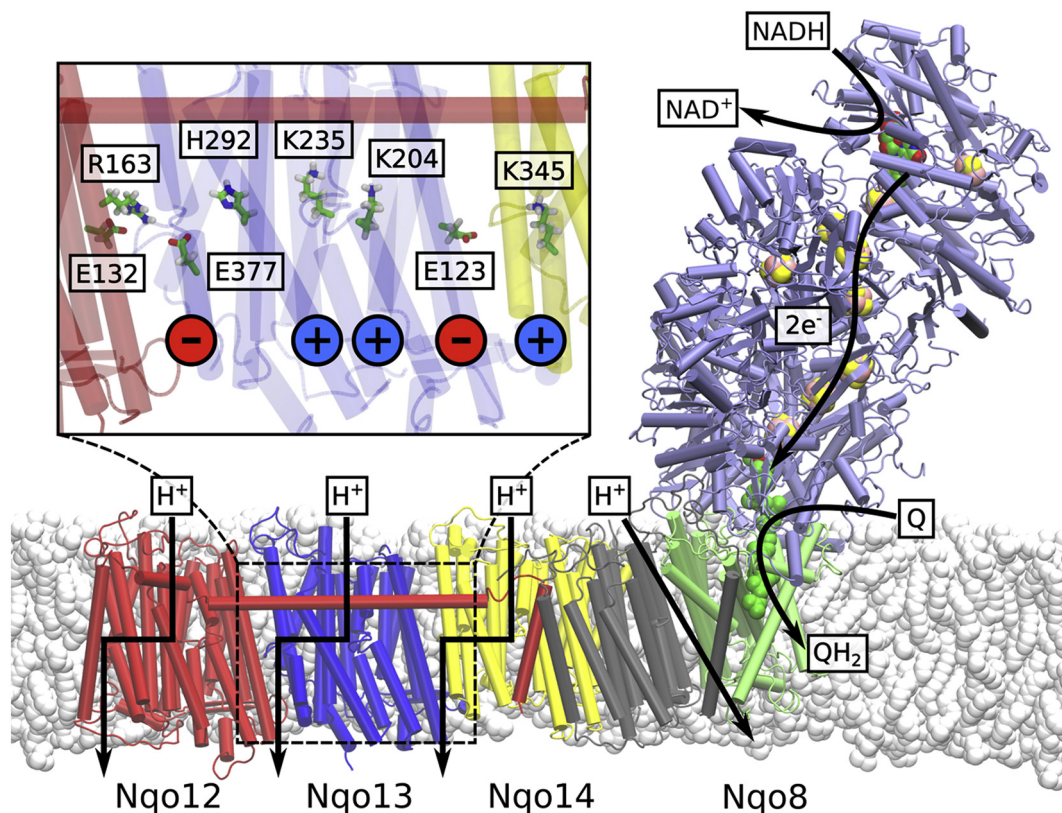 NADH
NAD⁺
H292
K235
R163
K204
K345
E132
E377
E123
-
+
+
-
+
2e⁻
H⁺
H⁺
H⁺
H⁺
Q
QH₂
Nqo12
Nqo13
Nqo14
Nqo8